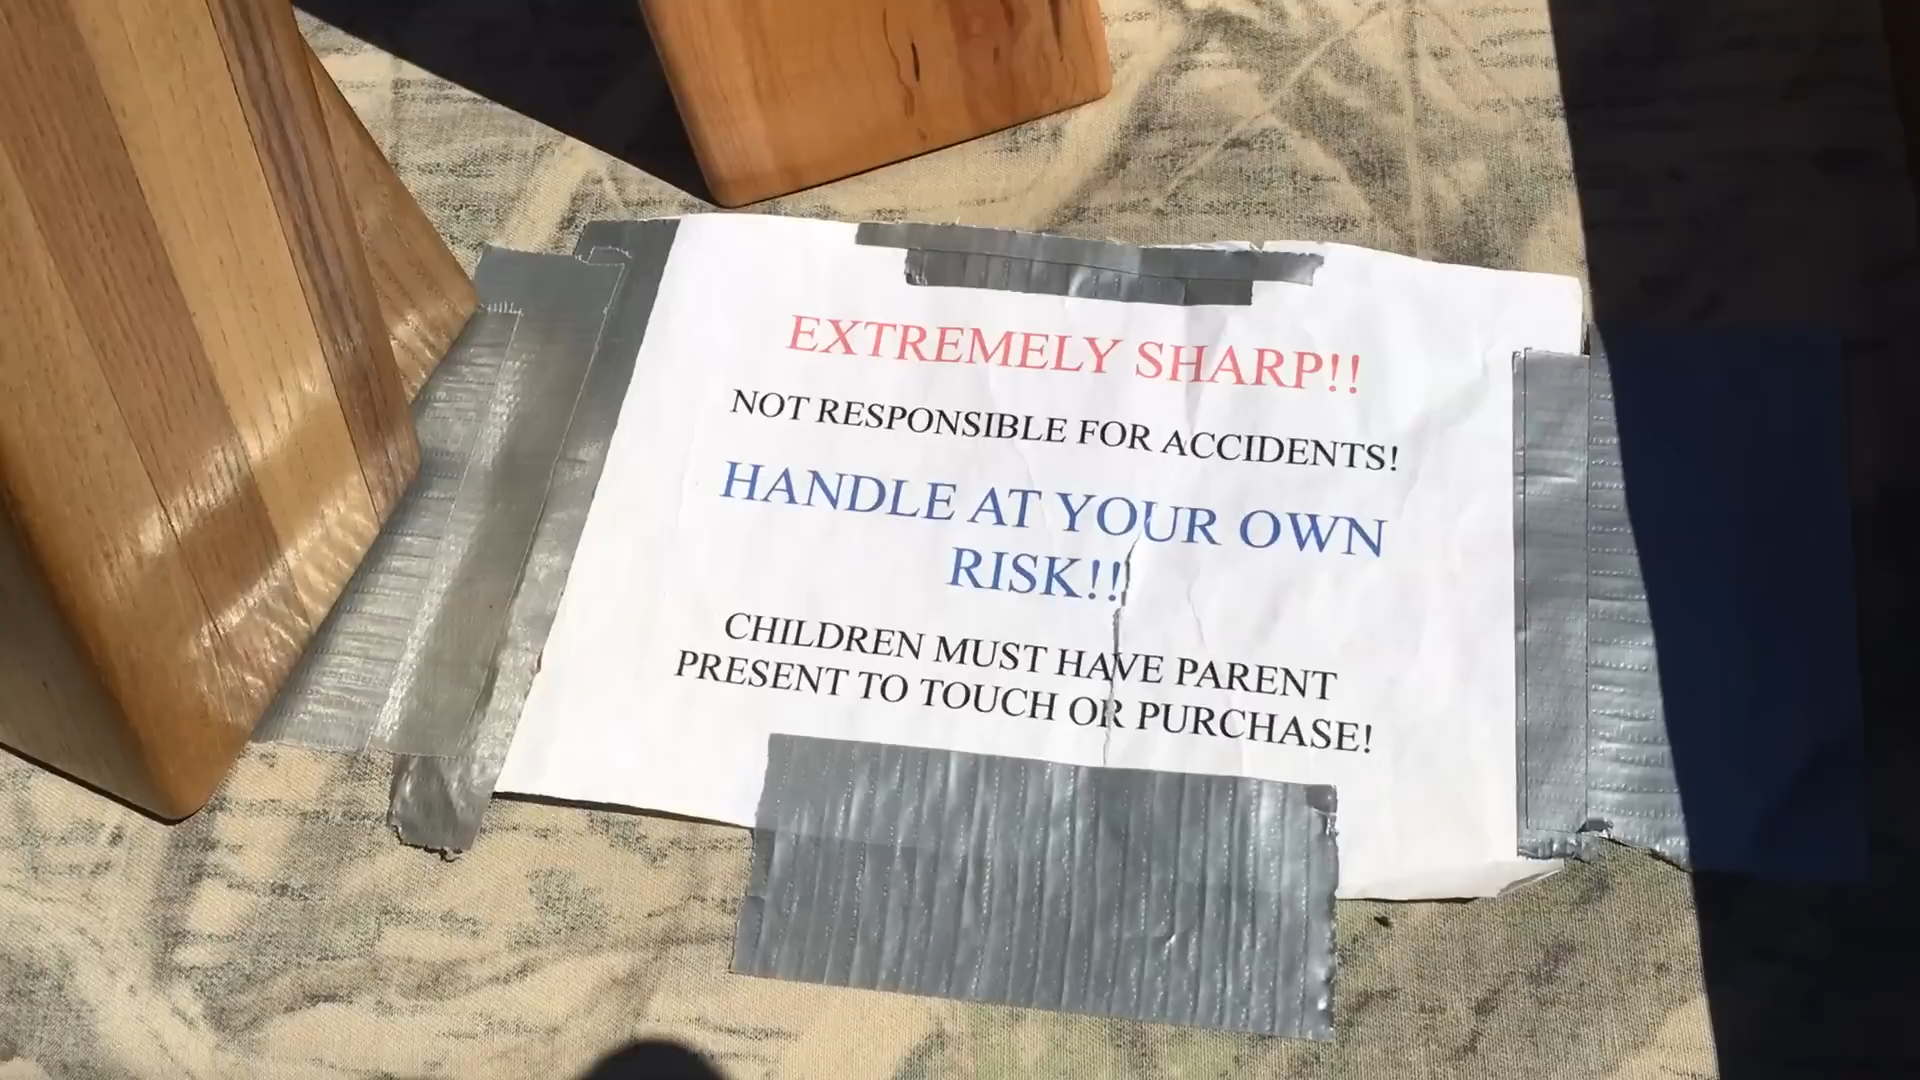 EXTREMELY SHARP!!
NOT RESPONSIBLE FOR ACCIDENTS!
HANDLE AT YOUR OWN
RISK!!
CHILDREN MUST HAVE PARENT
PRESENT TO TOUCH OR PURCHASE!